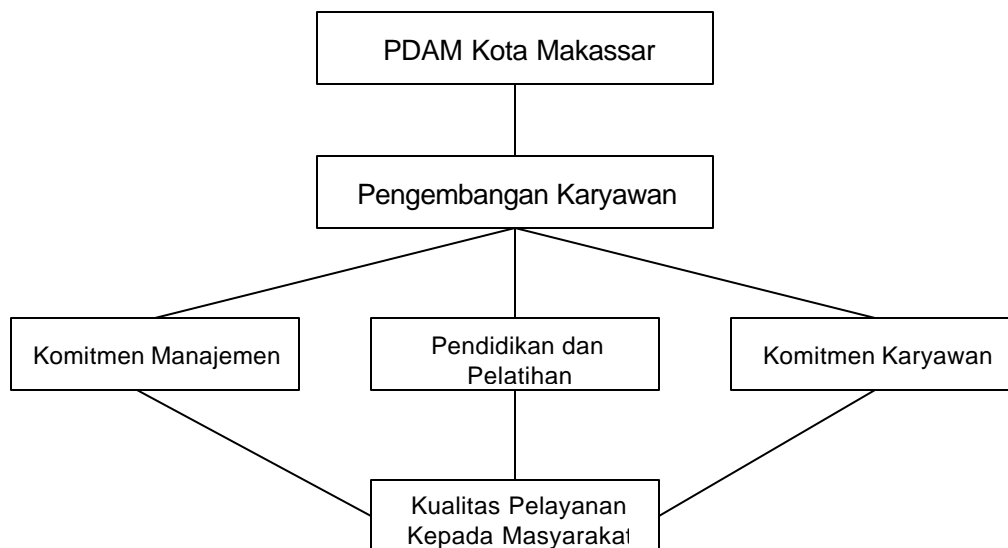 PDAM Kota Makassar
Pengembangan Karyawan
Komitmen Manajemen
Pendidikan dan
Pelatihan
Komitmen Karyawan
Kualitas Pelayanan
Kepada Masyarakat